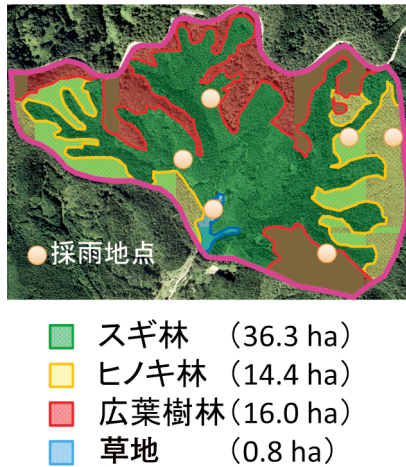 採雨地点
スギ林 （36.3 ha）
ヒノキ林 （14.4 ha）
広葉樹林（16.0 ha）
草地 （0.8 ha）